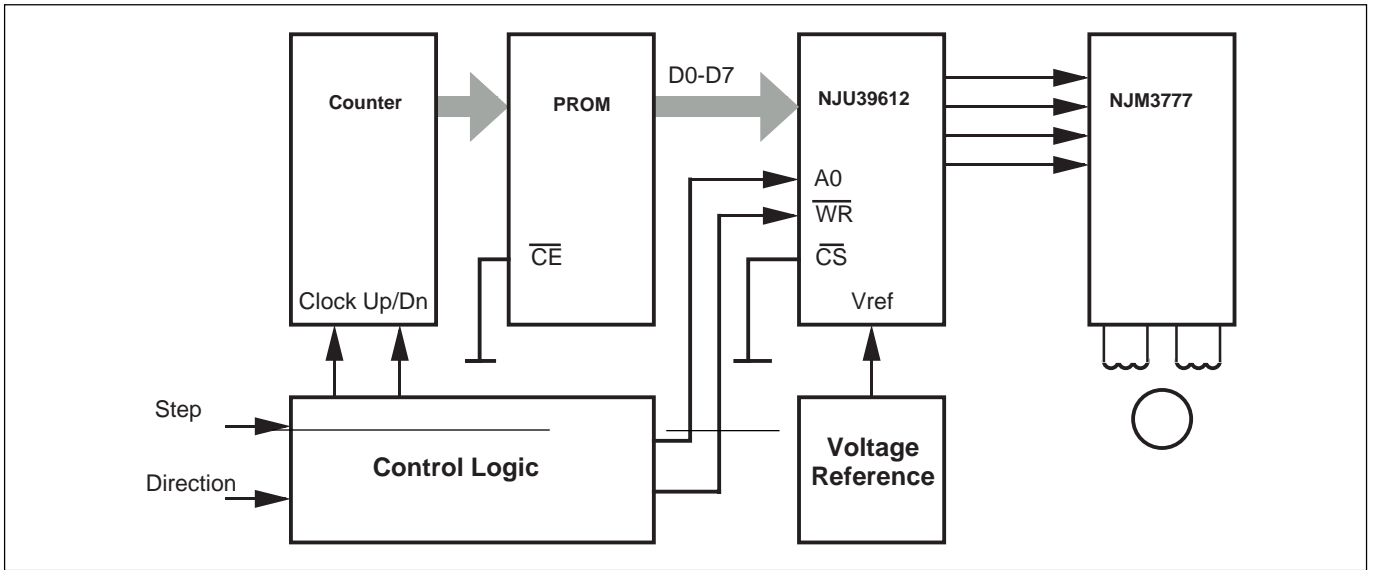 Counter
Clock Up/Dn
PROM
CE
D0-D7
NJU39612
A0
WR
CS
Vref
NJM3777
Step
Direction
Control Logic
Voltage
Reference